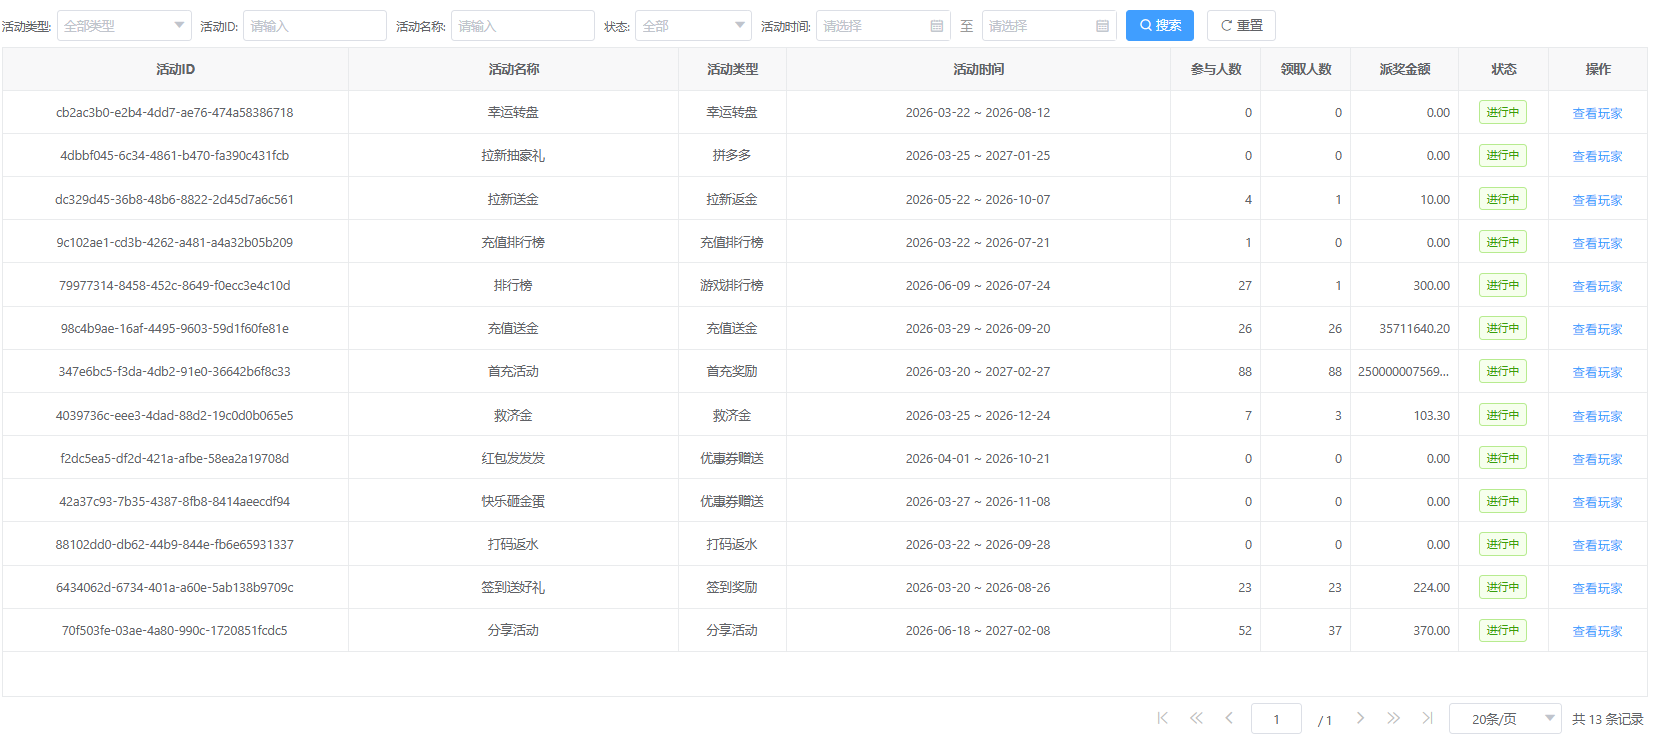 活动类型: 全部类型 活动ID: 请输入 活动名称: 请输入 状态: 全部 活动时间: 请选择 至 请选择 搜索 重置
活动ID 活动名称 活动类型 活动时间 参与人数 领取人数 派奖金额 状态 操作
cb2ac3b0-e2b4-4dd7-ae76-474a58386718 幸运转盘 幸运转盘 2026-03-22 ~ 2026-08-12 0 0 0.00 进行中 查看玩家
4dbbf045-6c34-4861-b470-fa390c431fcb 拉新抽豪礼 拼多多 2026-03-25 ~ 2027-01-25 0 0 0.00 进行中 查看玩家
dc329d45-36b8-48b6-8822-2d45d7a6c561 拉新送金 拉新返金 2026-05-22 ~ 2026-10-07 4 1 10.00 进行中 查看玩家
9c102ae1-cd3b-4262-a481-a4a32b05b209 充值排行榜 充值排行榜 2026-03-22 ~ 2026-07-21 1 0 0.00 进行中 查看玩家
79977314-8458-452c-8649-f0ecc3e4c10d 排行榜 游戏排行榜 2026-06-09 ~ 2026-07-24 27 1 300.00 进行中 查看玩家
98c4b9ae-16af-4495-9603-59d1f60fe81e 充值送金 充值送金 2026-03-29 ~ 2026-09-20 26 26 35711640.20 进行中 查看玩家
347e6bc5-f3da-4db2-91e0-36642b6f8c33 首充活动 首充奖励 2026-03-20 ~ 2027-02-27 88 88 250000007569... 进行中 查看玩家
4039736c-eee3-4dad-88d2-19c0d0b065e5 救济金 救济金 2026-03-25 ~ 2026-12-24 7 3 103.30 进行中 查看玩家
f2dc5ea5-df2d-421a-afbe-58ea2a19708d 红包发发发 优惠券赠送 2026-04-01 ~ 2026-10-21 0 0 0.00 进行中 查看玩家
42a37c93-7b35-4387-8fb8-8414aeecdf94 快乐砸金蛋 优惠券赠送 2026-03-27 ~ 2026-11-08 0 0 0.00 进行中 查看玩家
88102dd0-db62-44b9-844e-fb6e65931337 打码返水 打码返水 2026-03-22 ~ 2026-09-28 0 0 0.00 进行中 查看玩家
6434062d-6734-401a-a60e-5ab138b9709c 签到送好礼 签到奖励 2026-03-20 ~ 2026-08-26 23 23 224.00 进行中 查看玩家
70f503fe-03ae-4a80-990c-1720851fcdc5 分享活动 分享活动 2026-06-18 ~ 2027-02-08 52 37 370.00 进行中 查看玩家
1 / 1 20条/页 共 13 条记录